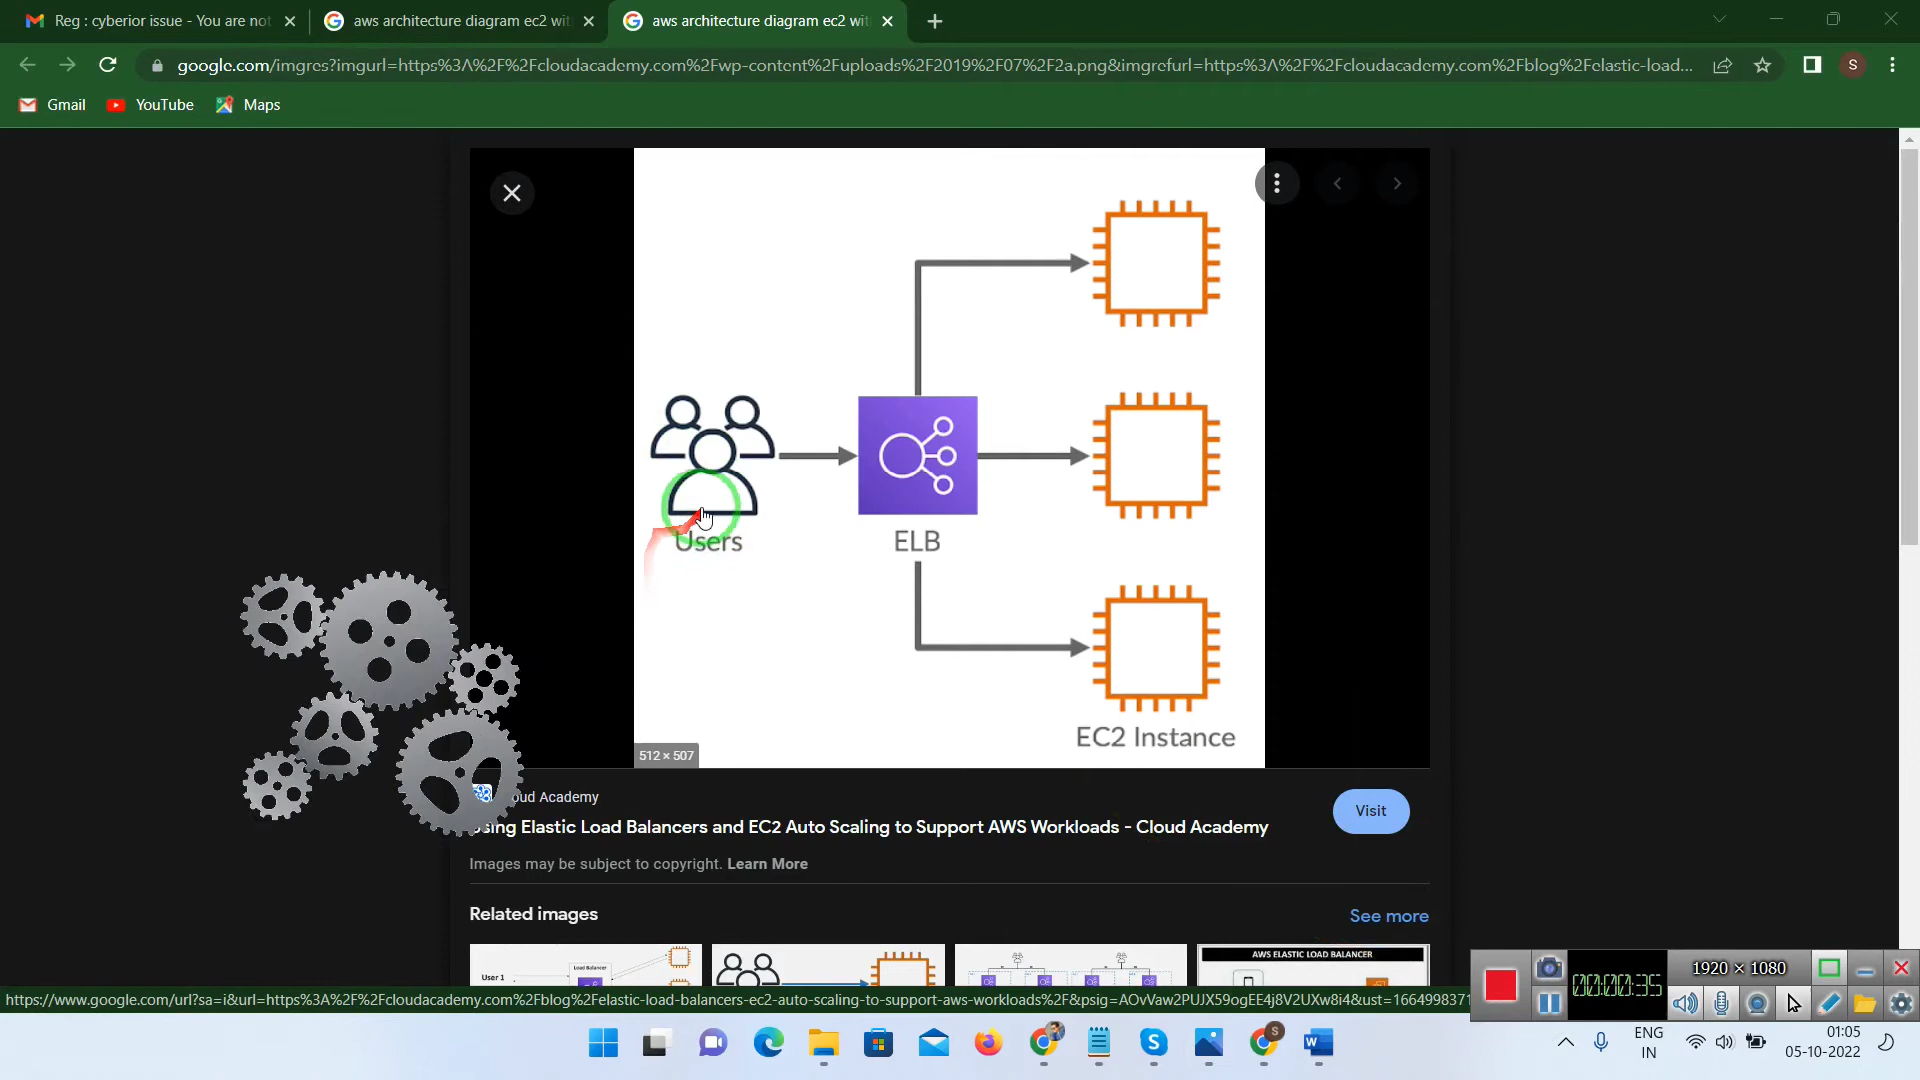 Reg : cyberior issue - You are not
aws architecture diagram ec2 wit
aws architecture diagram ec2 wit
google.com/imgres?imgurl=https%3A%2F%2Fcloudacademy.com%2Fwp-content%2Fuploads%2F2019%2F07%2F2a.png&imgrefurl=https%3A%2F%2Fcloudacademy.com%2Fblog%2Felastic-load...
S
Gmail
YouTube
Maps
Users
ELB
EC2 Instance
512 × 507
oud Academy
sing Elastic Load Balancers and EC2 Auto Scaling to Support AWS Workloads - Cloud Academy
Visit
Images may be subject to copyright. Learn More
Related images
See more
User 1
Load Balancer
AWS ELASTIC LOAD BALANCER
1920 × 1080
00:00:35
https://www.google.com/url?sa=i&url=https%3A%2F%2Fcloudacademy.com%2Fblog%2Felastic-load-balancers-ec2-auto-scaling-to-support-aws-workloads%2F&psig=AOvVaw2PUJX59ogEE4j8V2UXw8i4&ust=1664998371
ENG
IN
01:05
05-10-2022